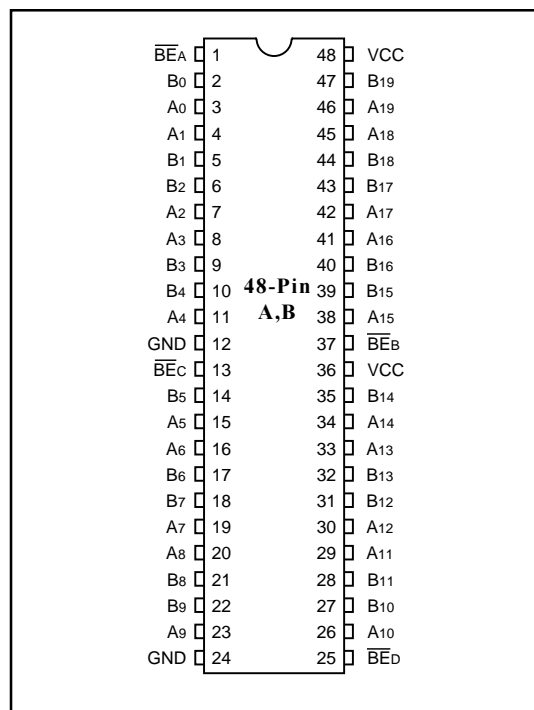 B̅E̅A 1 48 VCC
B0 2 47 B19
A0 3 46 A19
A1 4 45 A18
B1 5 44 B18
B2 6 43 B17
A2 7 42 A17
A3 8 41 A16
B3 9 40 B16
B4 10 48-Pin 39 B15
A4 11 A,B 38 A15
GND 12 37 B̅E̅B
B̅E̅C 13 36 VCC
B5 14 35 B14
A5 15 34 A14
A6 16 33 A13
B6 17 32 B13
B7 18 31 B12
A7 19 30 A12
A8 20 29 A11
B8 21 28 B11
B9 22 27 B10
A9 23 26 A10
GND 24 25 B̅E̅D